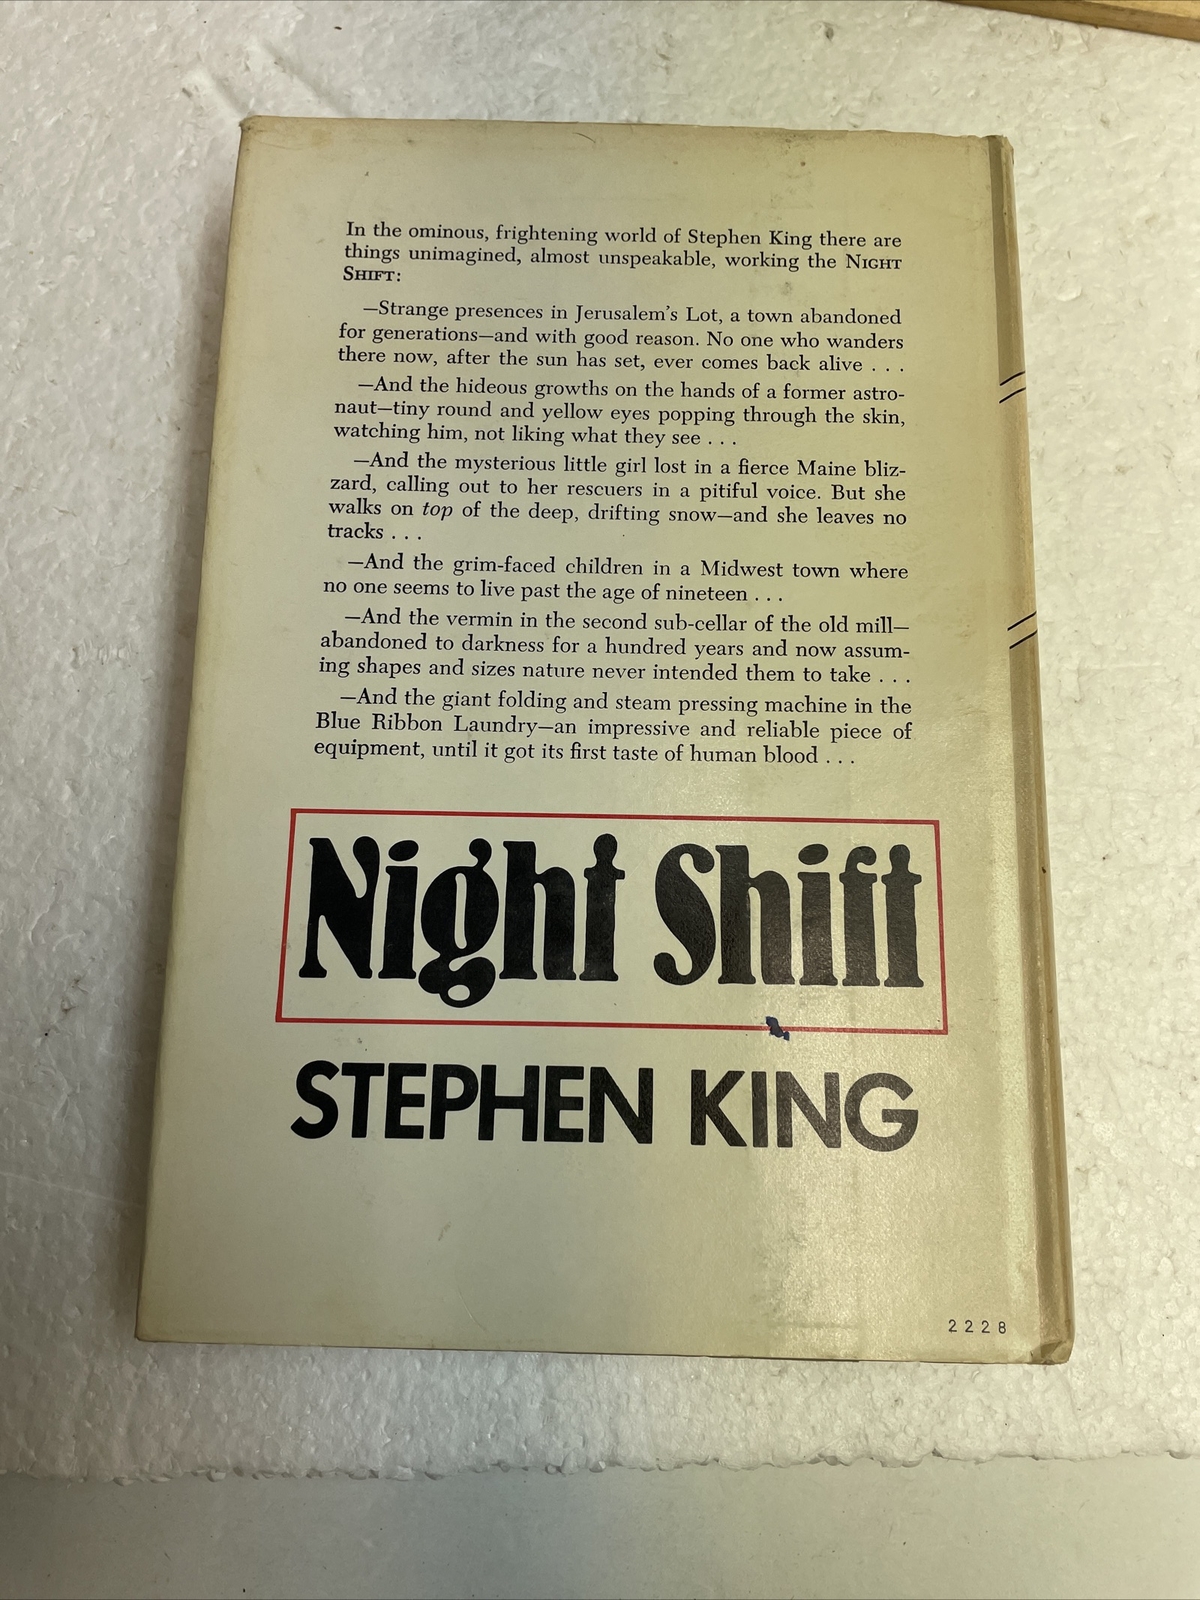 In the ominous, frightening world of Stephen King there are
things unimagined, almost unspeakable, working the NIGHT
SHIFT:
—Strange presences in Jerusalem's Lot, a town abandoned
for generations—and with good reason. No one who wanders
there now, after the sun has set, ever comes back alive . . .
—And the hideous growths on the hands of a former astro-
naut—tiny round and yellow eyes popping through the skin,
watching him, not liking what they see . . .
—And the mysterious little girl lost in a fierce Maine bliz-
zard, calling out to her rescuers in a pitiful voice. But she
walks on top of the deep, drifting snow—and she leaves no
tracks . . .
—And the grim-faced children in a Midwest town where
no one seems to live past the age of nineteen . . .
—And the vermin in the second sub-cellar of the old mill—
abandoned to darkness for a hundred years and now assum-
ing shapes and sizes nature never intended them to take . . .
—And the giant folding and steam pressing machine in the
Blue Ribbon Laundry—an impressive and reliable piece of
equipment, until it got its first taste of human blood . . .
Night Shift
STEPHEN KING
2228